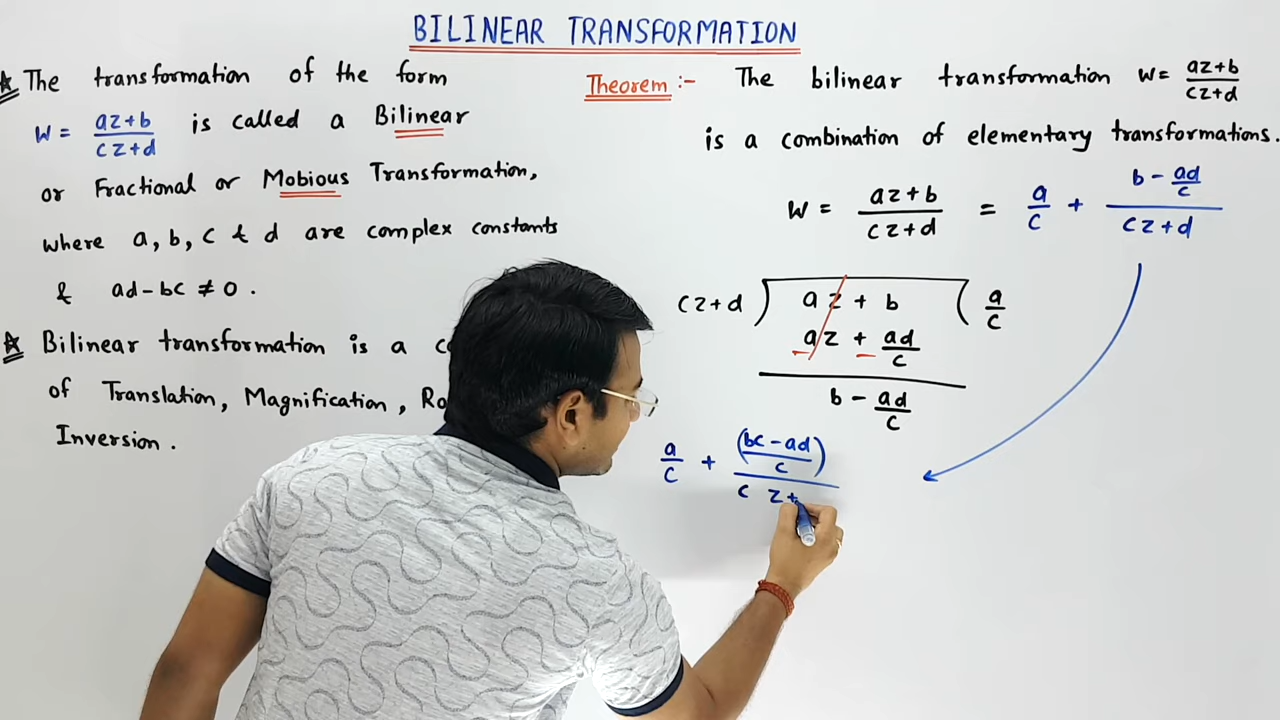 BILINEAR TRANSFORMATION
★ The transformation of the form
W = az+b / cz+d is called a Bilinear
or Fractional or Mobious Transformation,
where a, b, c & d are complex constants
& ad-bc ≠ 0.
★ Bilinear transformation is a
of Translation, Magnification,
Inversion.
Theorem :- The bilinear transformation W = az+b / cz+d
is a combination of elementary transformations.
W = az+b / cz+d = a/c + (b - ad/c) / cz+d
cz+d ) az + b ( a/c
az + ad/c
b - ad/c
a/c + (bc-ad / c) / c z+